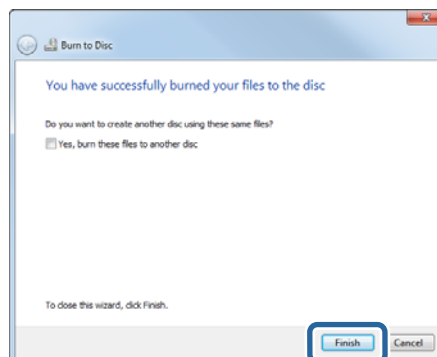 Burn to Disc
You have successfully burned your files to the disc
Do you want to create another disc using these same files?
Yes, burn these files to another disc
To close this wizard, click Finish.
Finish Cancel